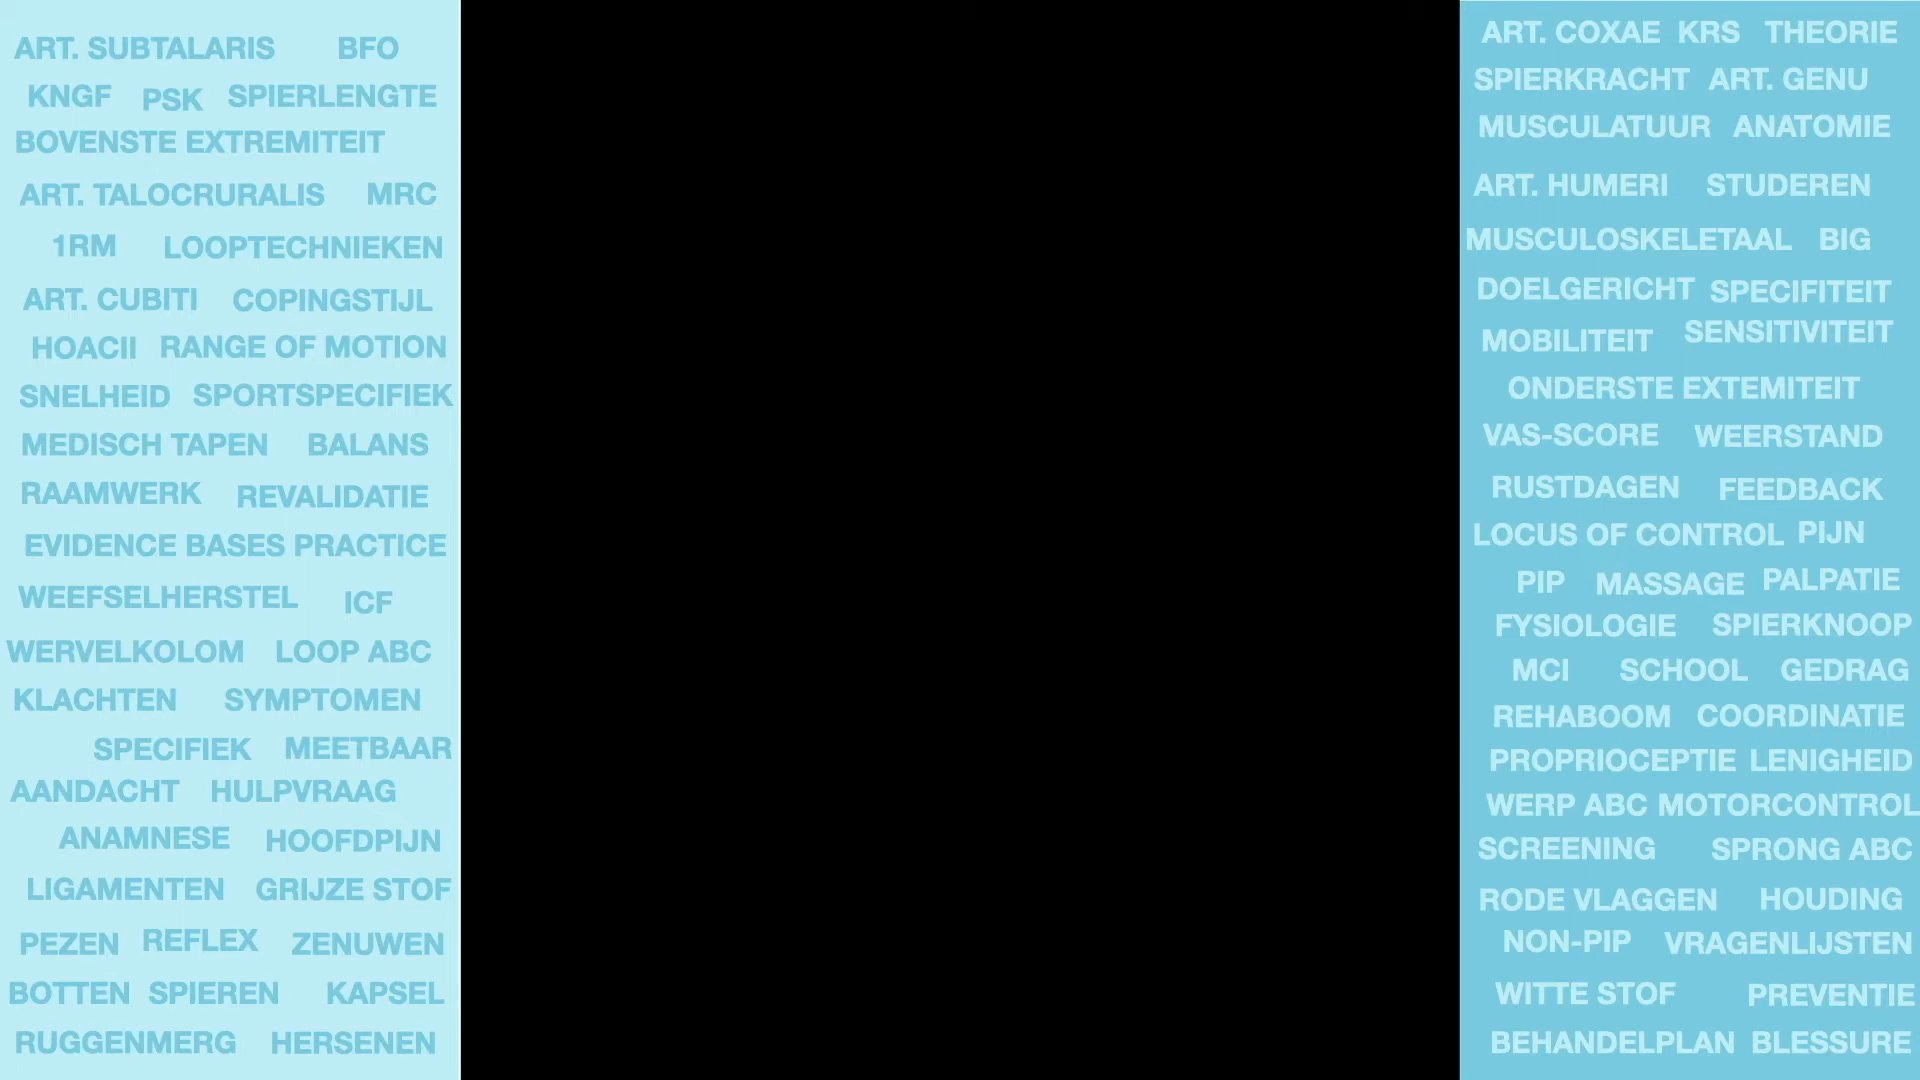 ART. SUBTALARIS BFO
KNGF PSK SPIERLENGTE
BOVENSTE EXTREMITEIT
ART. TALOCRURALIS MRC
1RM LOOPTECHNIEKEN
ART. CUBITI COPINGSTIJL
HOACII RANGE OF MOTION
SNELHEID SPORTSPECIFIEK
MEDISCH TAPEN BALANS
RAAMWERK REVALIDATIE
EVIDENCE BASES PRACTICE
WEEFSELHERSTEL ICF
WERVELKOLOM LOOP ABC
KLACHTEN SYMPTOMEN
SPECIFIEK MEETBAAR
AANDACHT HULPVRAAG
ANAMNESE HOOFDPIJN
LIGAMENTEN GRIJZE STOF
PEZEN REFLEX ZENUWEN
BOTTEN SPIEREN KAPSEL
RUGGENMERG HERSENEN
ART. COXAE KRS THEORIE
SPIERKRACHT ART. GENU
MUSCULATUUR ANATOMIE
ART. HUMERI STUDEREN
MUSCULOSKELETAAL BIG
DOELGERICHT SPECIFITEIT
MOBILITEIT SENSITIVITEIT
ONDERSTE EXTEMITEIT
VAS-SCORE WEERSTAND
RUSTDAGEN FEEDBACK
LOCUS OF CONTROL PIJN
PIP MASSAGE PALPATIE
FYSIOLOGIE SPIERKNOOP
MCI SCHOOL GEDRAG
REHABOOM COORDINATIE
PROPRIOCEPTIE LENIGHEID
WERP ABC MOTORCONTROL
SCREENING SPRONG ABC
RODE VLAGGEN HOUDING
NON-PIP VRAGENLIJSTEN
WITTE STOF PREVENTIE
BEHANDELPLAN BLESSURE